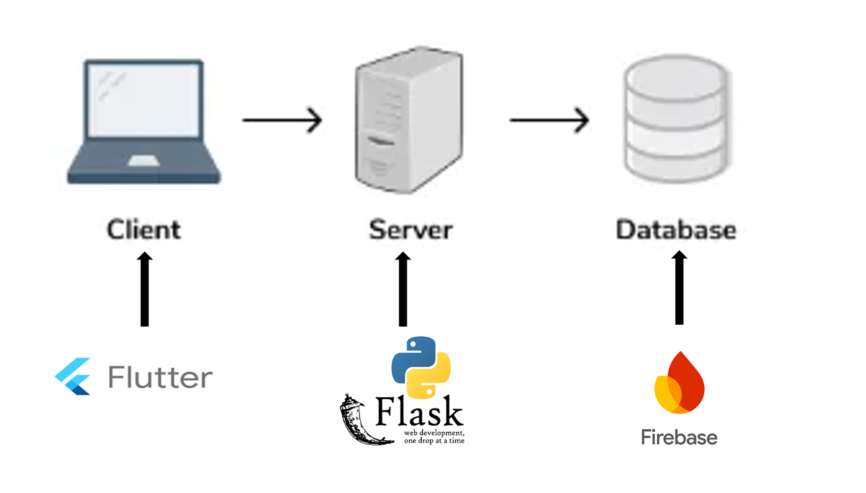 Client
Server
Database
Flutter
Flask
web development,
one drop at a time
Firebase